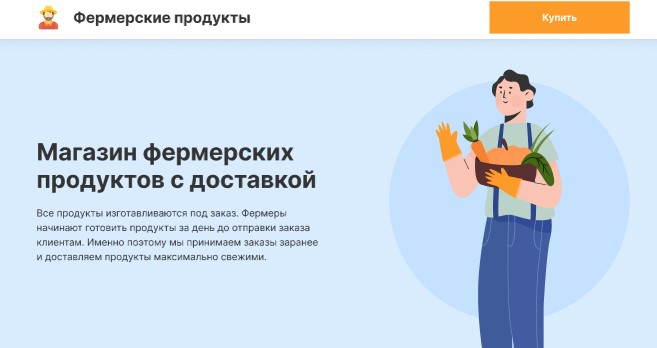 Фермерские продукты
Купить
Магазин фермерских
продуктов с доставкой
Все продукты изготавливаются под заказ. Фермеры
начинают готовить продукты за день до отправки заказа
клиентам. Именно поэтому мы принимаем заказы заранее
и доставляем продукты максимально свежими.